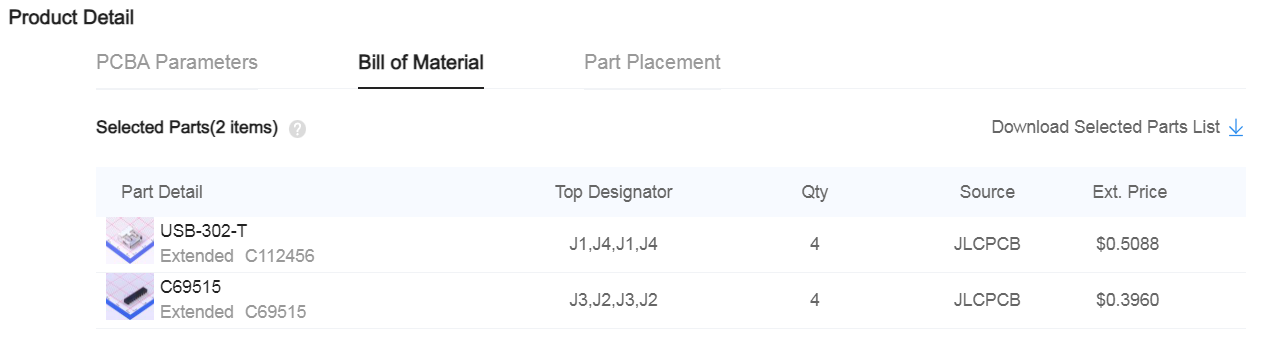 Product Detail
PCBA Parameters Bill of Material Part Placement
Selected Parts(2 items) ? Download Selected Parts List
Part Detail Top Designator Qty Source Ext. Price
USB-302-T
Extended C112456 J1,J4,J1,J4 4 JLCPCB $0.5088
C69515
Extended C69515 J3,J2,J3,J2 4 JLCPCB $0.3960